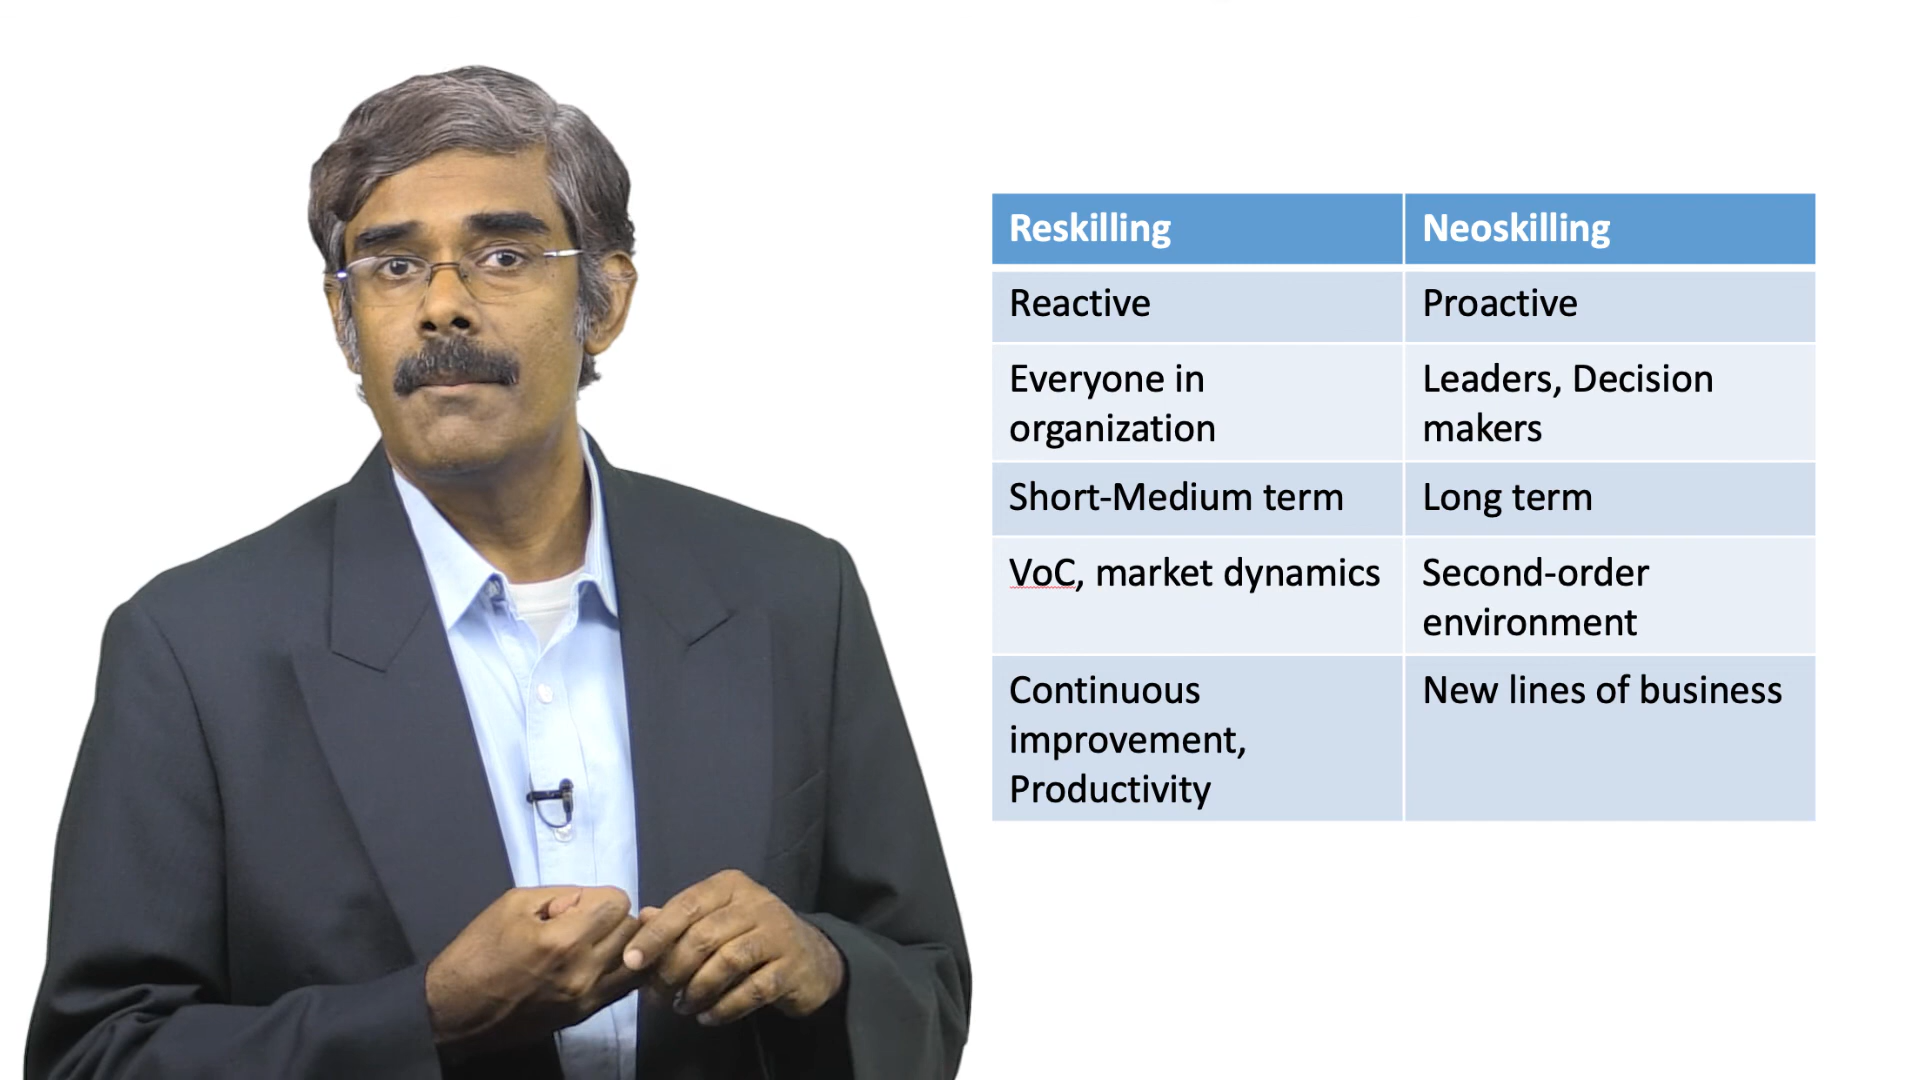 Reskilling
Neoskilling
Reactive
Proactive
Everyone in
organization
Leaders, Decision
makers
Short-Medium term
Long term
VoC, market dynamics
Second-order
environment
Continuous
improvement,
Productivity
New lines of business